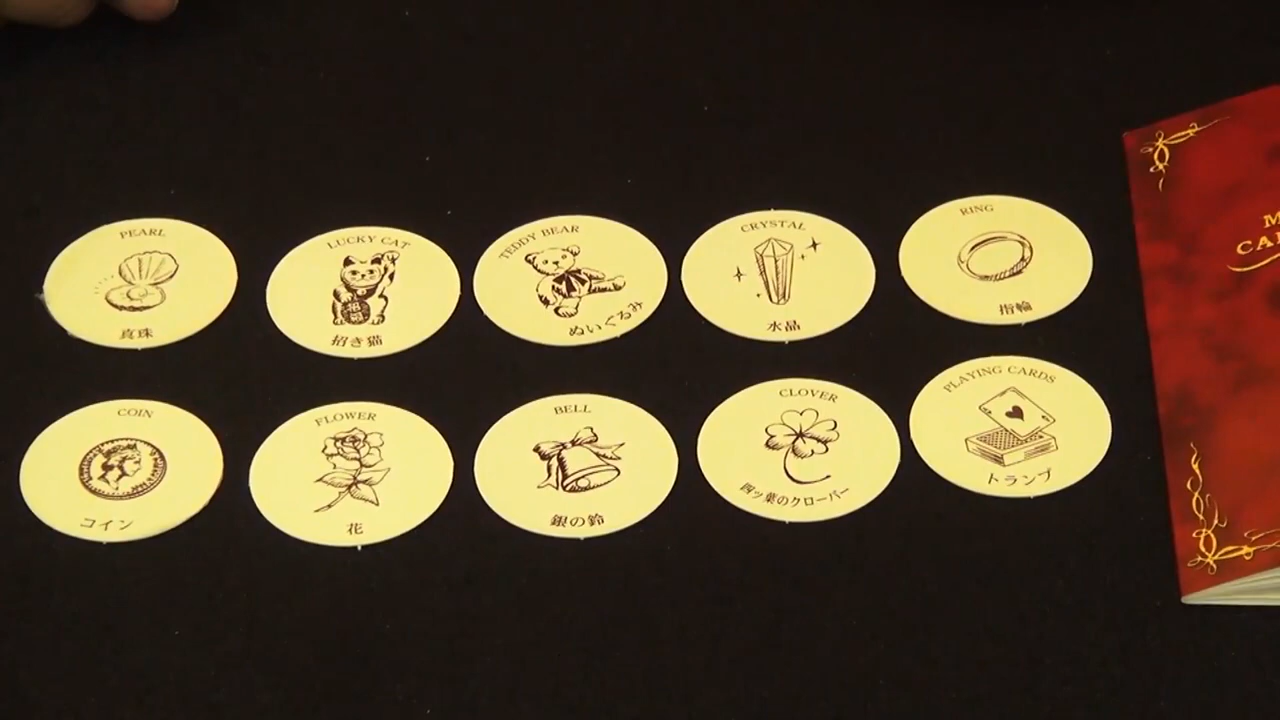 PEARL
真珠
LUCKY CAT
招き猫
TEDDY BEAR
ぬいぐるみ
CRYSTAL
水晶
RING
指輪
COIN
コイン
FLOWER
花
BELL
銀の鈴
CLOVER
四ッ葉のクローバー
PLAYING CARDS
トランプ